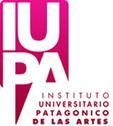 IU
PA
INSTITUTO
UNIVERSITARIO
PATAGONICO
DE LAS ARTES